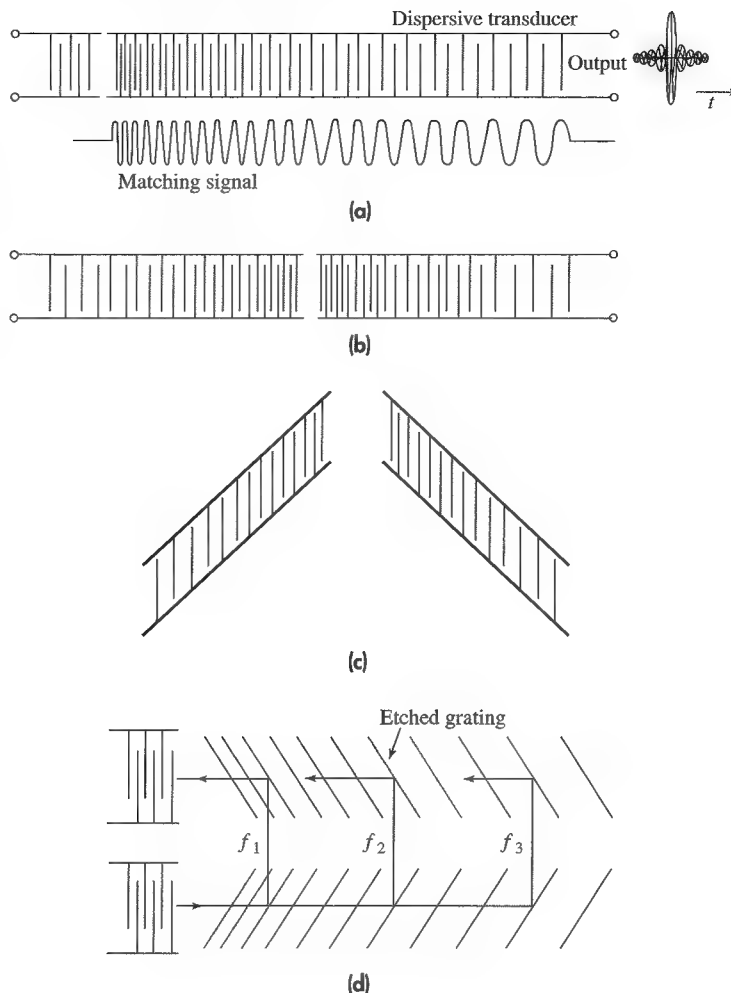 Dispersive transducer
Output
t
Matching signal
(a)
(b)
(c)
Etched grating
f1 f2 f3
(d)